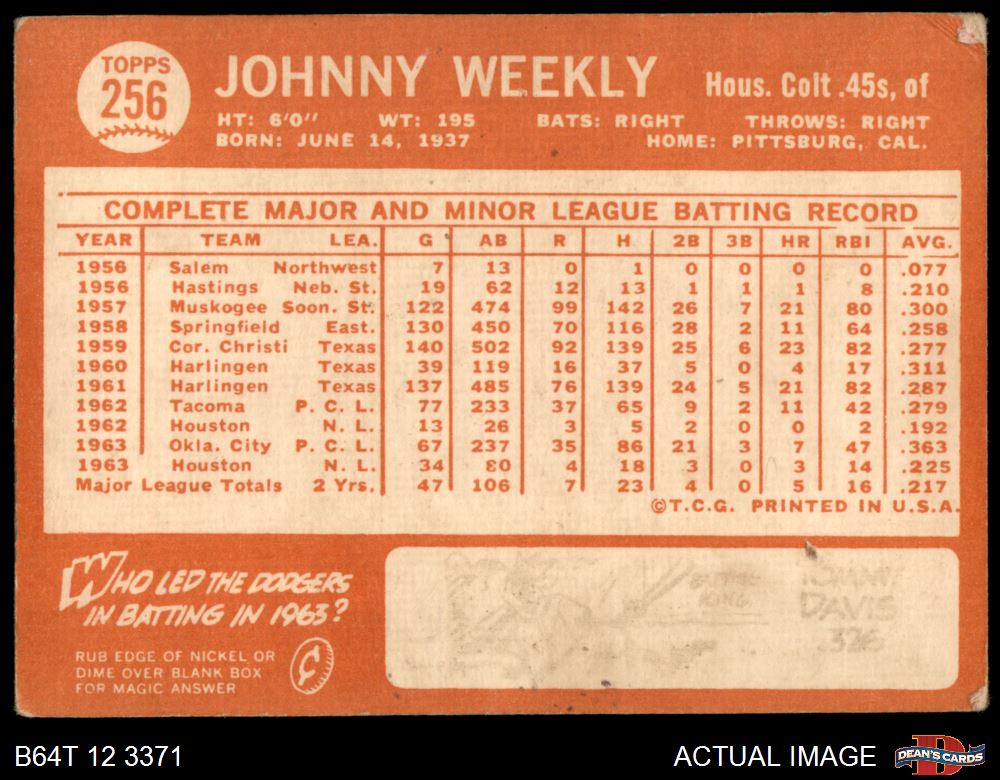 TOPPS
256
JOHNNY WEEKLY Hous. Colt .45s, of
HT: 6'0" WT: 195 BATS: RIGHT THROWS: RIGHT
BORN: JUNE 14, 1937 HOME: PITTSBURG, CAL.
COMPLETE MAJOR AND MINOR LEAGUE BATTING RECORD
YEAR TEAM LEA. G AB R H 2B 3B HR RBI AVG.
1956 Salem Northwest 7 13 0 1 0 0 0 0 .077
1956 Hastings Neb. St. 19 62 12 13 1 1 1 8 .210
1957 Muskogee Soon. St. 122 474 99 142 26 7 21 80 .300
1958 Springfield East. 130 450 70 116 28 2 11 64 .258
1959 Cor. Christi Texas 140 502 92 139 25 6 23 82 .277
1960 Harlingen Texas 39 119 16 37 5 0 4 17 .311
1961 Harlingen Texas 137 485 76 139 24 5 21 82 .287
1962 Tacoma P. C. L. 77 233 37 65 9 2 11 42 .279
1962 Houston N. L. 13 26 3 5 2 0 0 2 .192
1963 Okla. City P. C. L. 67 237 35 86 21 3 7 47 .363
1963 Houston N. L. 34 80 4 18 3 0 3 14 .225
Major League Totals 2 Yrs. 47 106 7 23 4 0 5 16 .217
©T.C.G. PRINTED IN U.S.A.
WHO LED THE DODGERS
IN BATTING IN 1963?
RUB EDGE OF NICKEL OR
DIME OVER BLANK BOX
FOR MAGIC ANSWER
¢
BATTING
KING
TOMMY
DAVIS
.326
B64T 12 3371 ACTUAL IMAGE DEAN'S CARDS